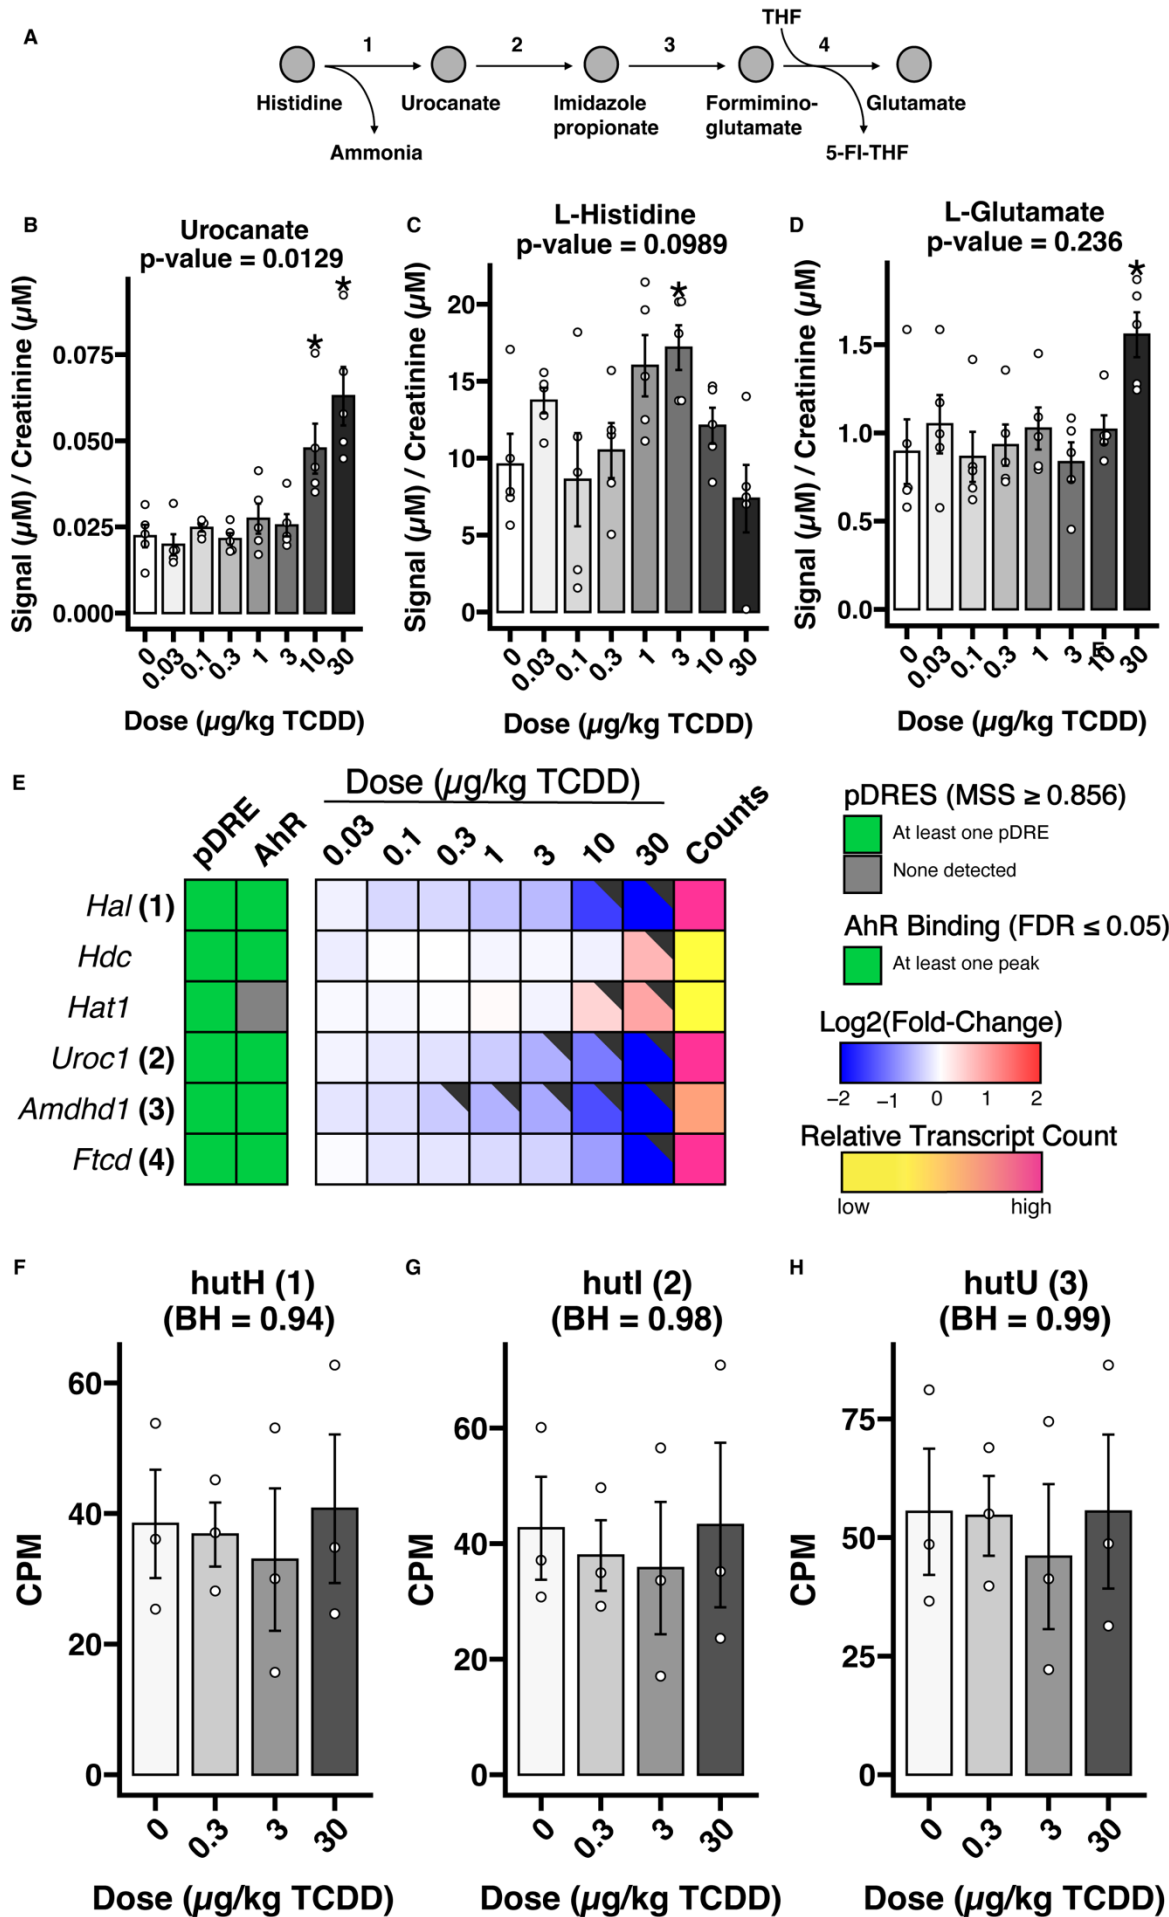 A
THF
1
2
3
4
Histidine
Urocanate
Imidazole
propionate
Formimino-
glutamate
Glutamate
Ammonia
5-FI-THF
B
Urocanate
p-value = 0.0129
Signal (µM) / Creatinine (µM)
0.075
0.050
0.025
0.000
*
*
0
0.03
0.1
0.3
1
3
10
30
Dose (µg/kg TCDD)
C
L-Histidine
p-value = 0.0989
Signal (µM) / Creatinine (µM)
20
15
10
5
0
*
0
0.03
0.1
0.3
1
3
10
30
Dose (µg/kg TCDD)
D
L-Glutamate
p-value = 0.236
Signal (µM) / Creatinine (µM)
1.5
1.0
0.5
0.0
*
0
0.03
0.1
0.3
1
3
10
30
Dose (µg/kg TCDD)
E
Dose (µg/kg TCDD)
pDRE
AhR
0.03
0.1
0.3
1
3
10
30
Counts
Hal (1)
Hdc
Hat1
Uroc1 (2)
Amdhd1 (3)
Ftcd (4)
pDRES (MSS ≥ 0.856)
At least one pDRE
None detected
AhR Binding (FDR ≤ 0.05)
At least one peak
Log2(Fold-Change)
−2 −1 0 1 2
Relative Transcript Count
low high
F
hutH (1)
(BH = 0.94)
CPM
60
40
20
0
0
0.3
3
30
Dose (µg/kg TCDD)
G
hutI (2)
(BH = 0.98)
CPM
60
40
20
0
0
0.3
3
30
Dose (µg/kg TCDD)
H
hutU (3)
(BH = 0.99)
CPM
75
50
25
0
0
0.3
3
30
Dose (µg/kg TCDD)